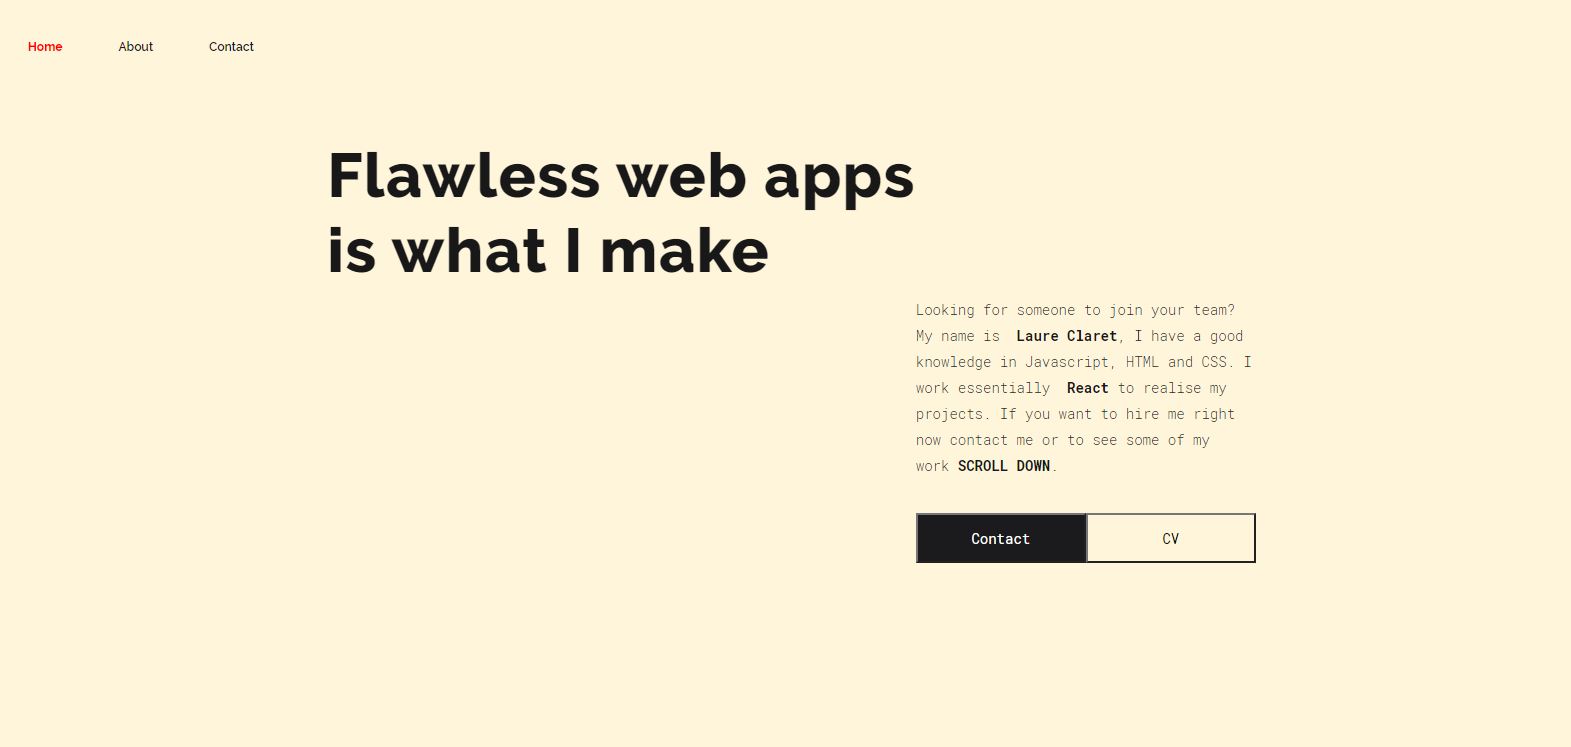 Home About Contact
Flawless web apps
is what I make
Looking for someone to join your team?
My name is Laure Claret, I have a good
knowledge in Javascript, HTML and CSS. I
work essentially React to realise my
projects. If you want to hire me right
now contact me or to see some of my
work SCROLL DOWN.
Contact CV